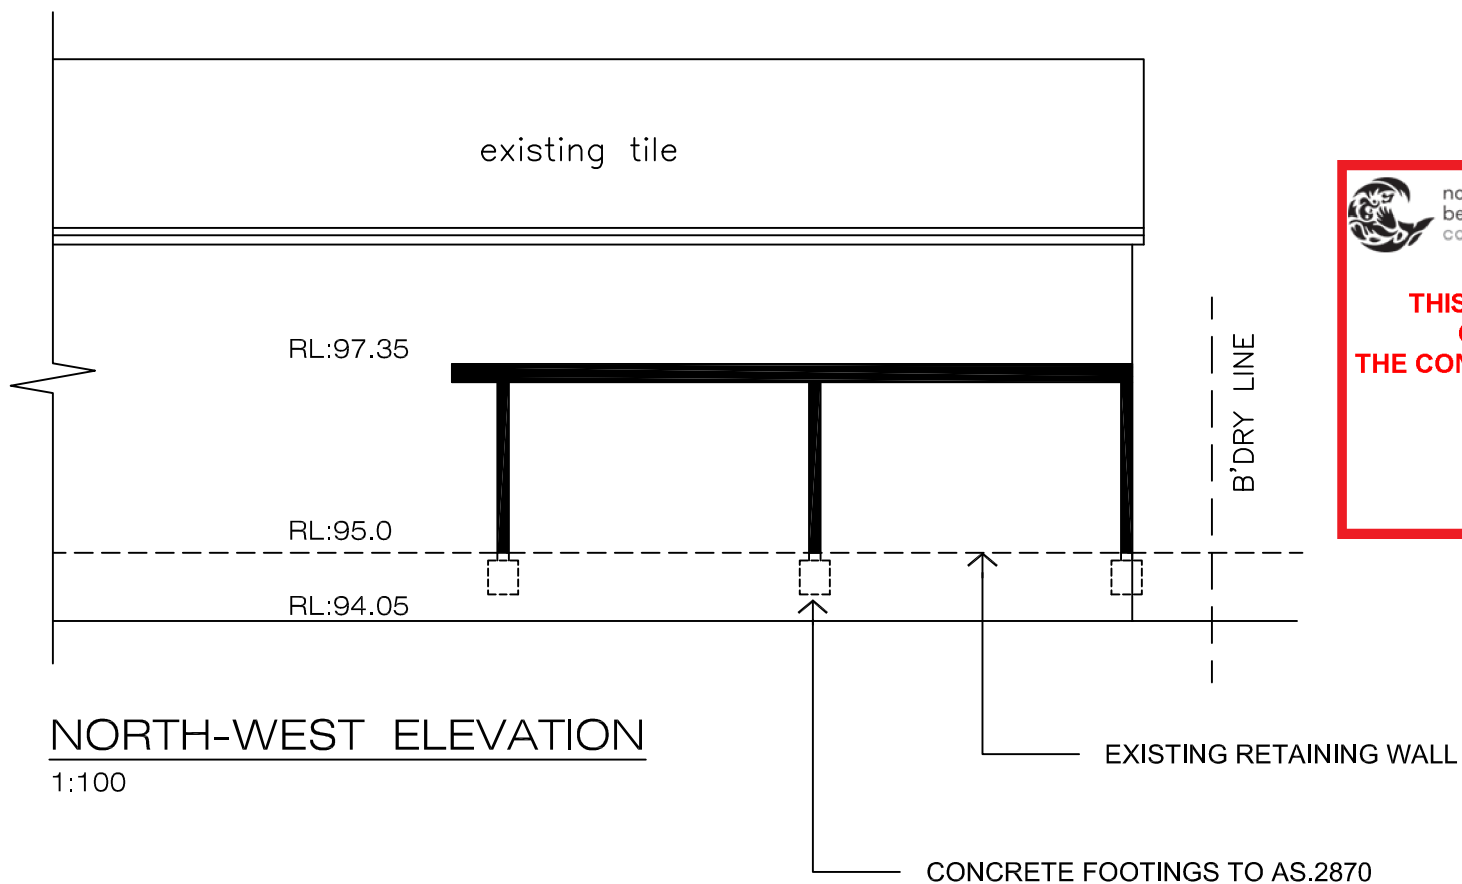 existing tile
THIS
THE CON
RL:97.35
B'DRY LINE
RL:95.0
RL:94.05
NORTH-WEST ELEVATION
1:100
EXISTING RETAINING WALL
CONCRETE FOOTINGS TO AS.2870